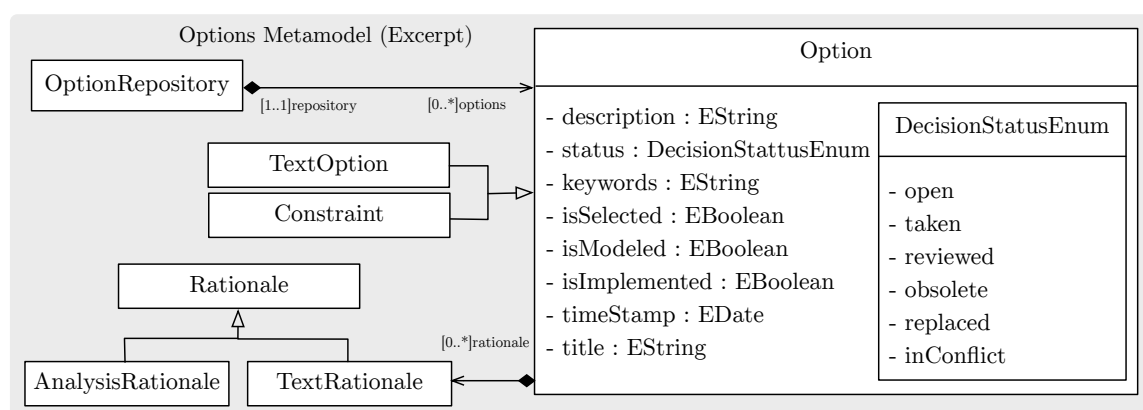 Options Metamodel (Excerpt)
OptionRepository
[1..1]repository
[0..*]options
TextOption
Constraint
Rationale
AnalysisRationale
TextRationale
[0..*]rationale
Option
- description : EString
- status : DecisionStattusEnum
- keywords : EString
- isSelected : EBoolean
- isModeled : EBoolean
- isImplemented : EBoolean
- timeStamp : EDate
- title : EString
DecisionStatusEnum
- open
- taken
- reviewed
- obsolete
- replaced
- inConflict